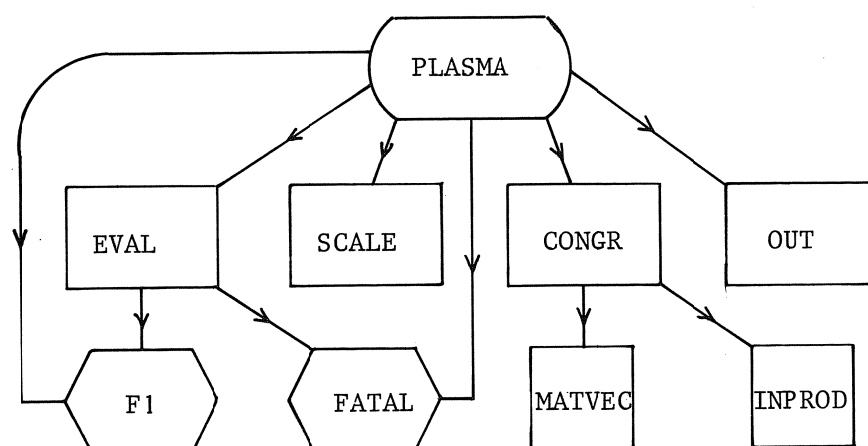 PLASMA
EVAL
SCALE
CONGR
OUT
F1
FATAL
MATVEC
INPROD